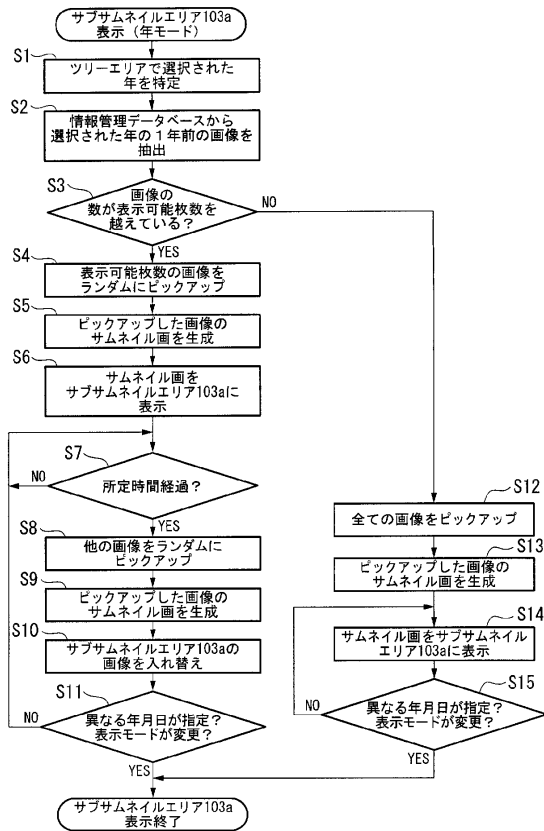 サブサムネイルエリア103a
表示（年モード）
S1
ツリーエリアで選択された
年を特定
S2
情報管理データベースから
選択された年の1年前の画像を
抽出
S3
画像の
数が表示可能枚数を
越えている？
NO
YES
S4
表示可能枚数の画像を
ランダムにピックアップ
S5
ピックアップした画像の
サムネイル画を生成
S6
サムネイル画を
サブサムネイルエリア103aに
表示
S7
所定時間経過？
NO
YES
S8
他の画像をランダムに
ピックアップ
S9
ピックアップした画像の
サムネイル画を生成
S10
サブサムネイルエリア103aの
画像を入れ替え
S11
異なる年月日が指定？
表示モードが変更？
NO
YES
S12
全ての画像をピックアップ
S13
ピックアップした画像の
サムネイル画を生成
S14
サムネイル画をサブサムネイル
エリア103aに表示
S15
異なる年月日が指定？
表示モードが変更？
NO
YES
サブサムネイルエリア103a
表示終了